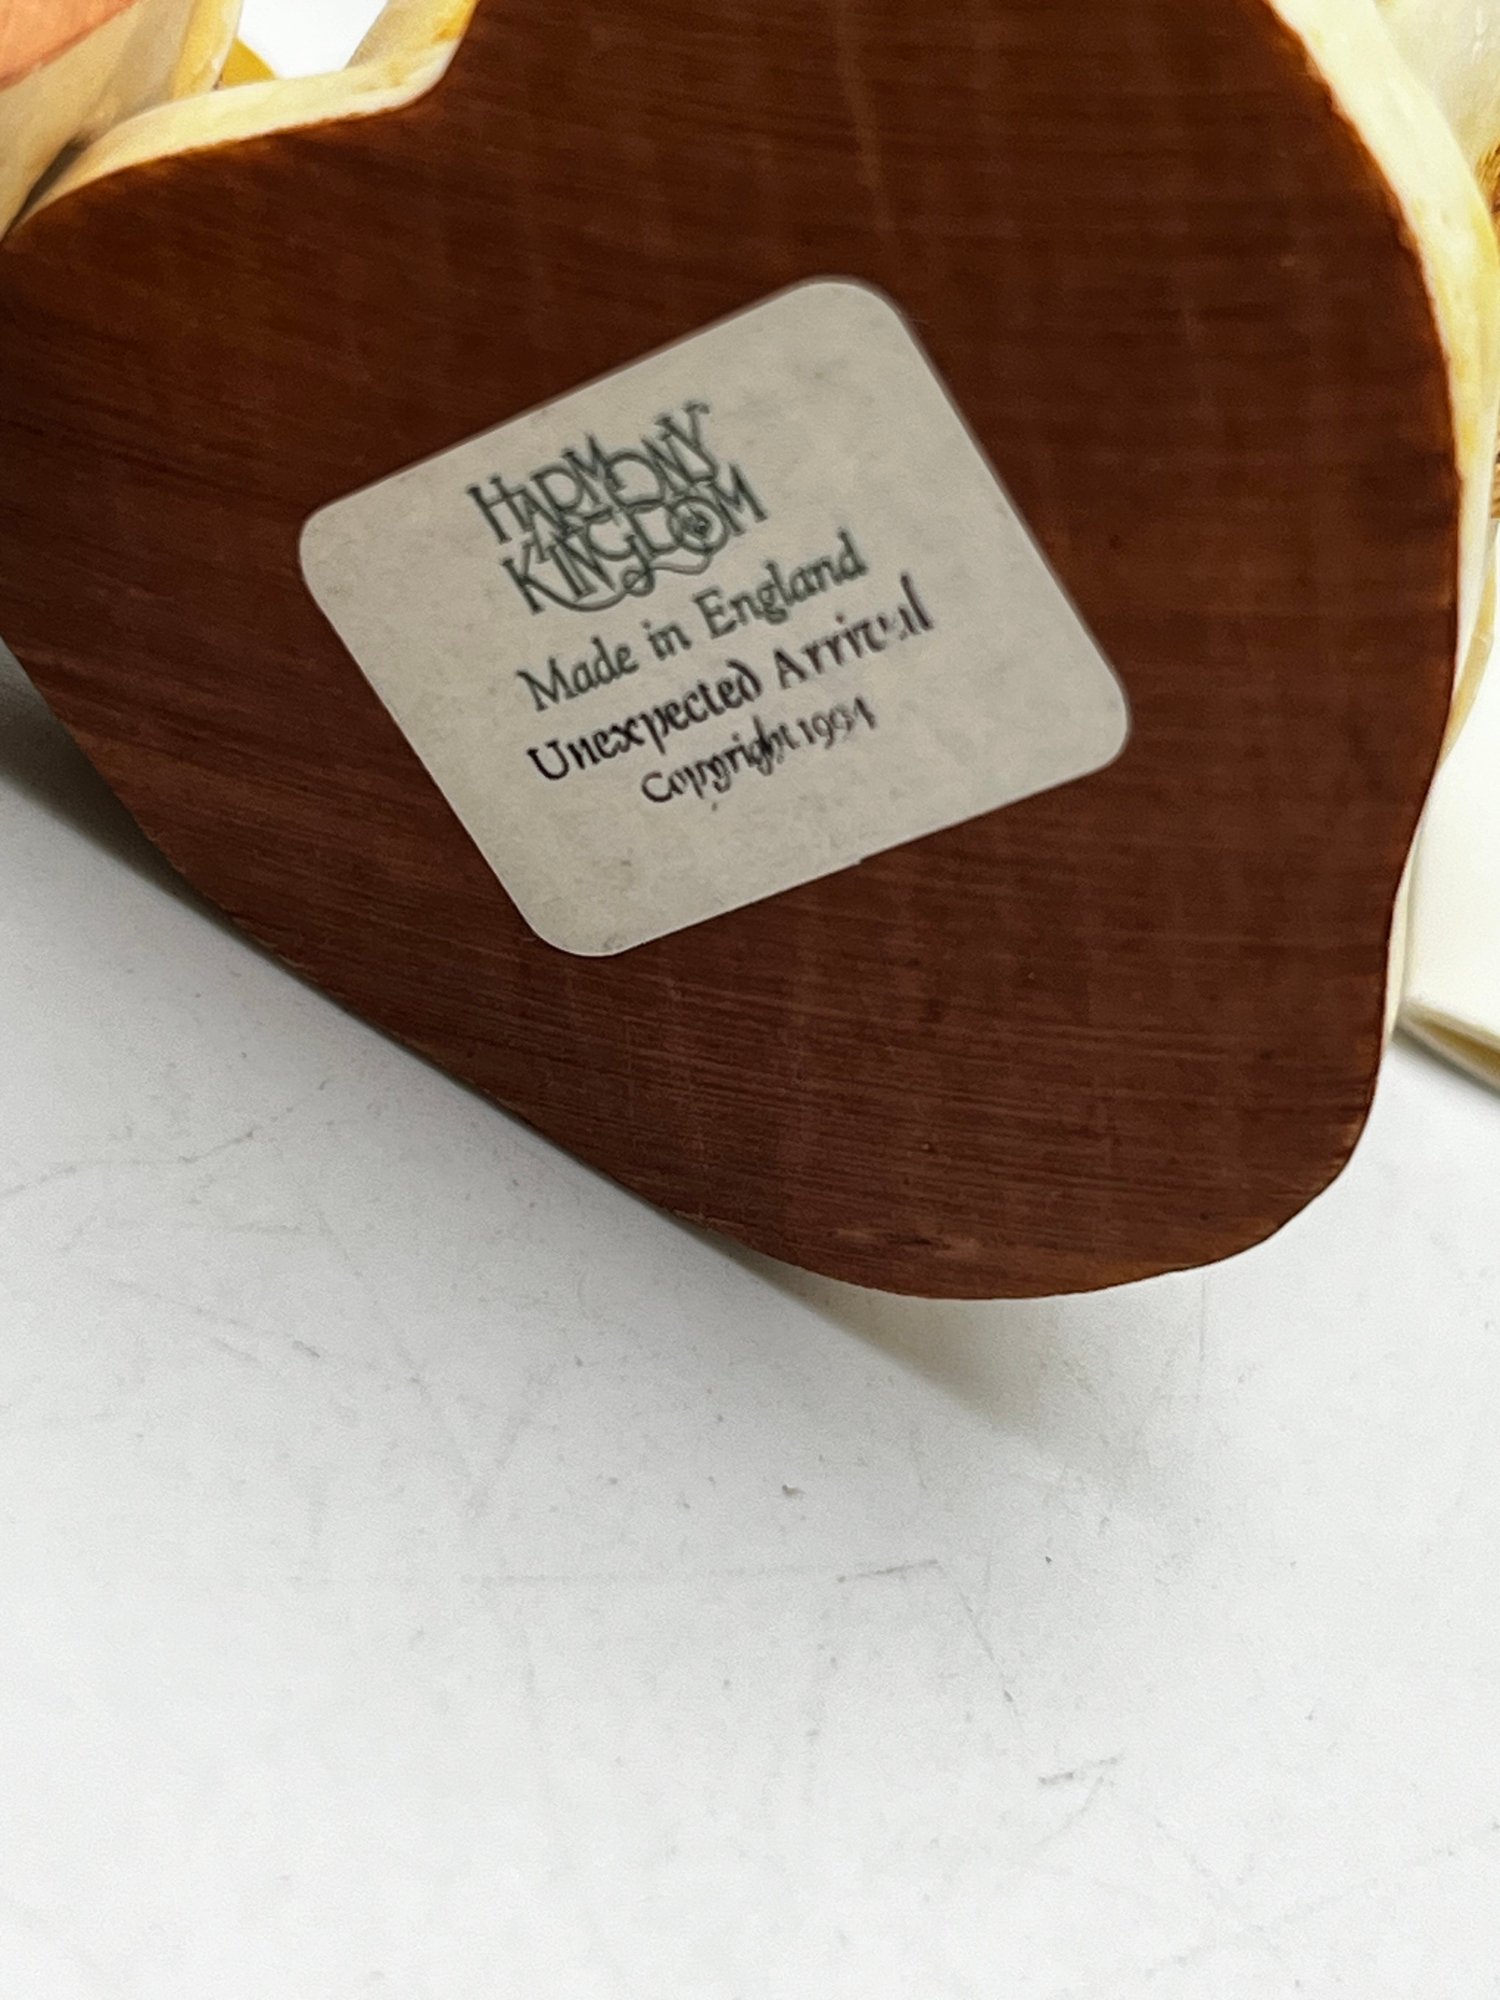 HARMONY
KINGDOM
Made in England
Unexpected Arrival
Copyright 1994